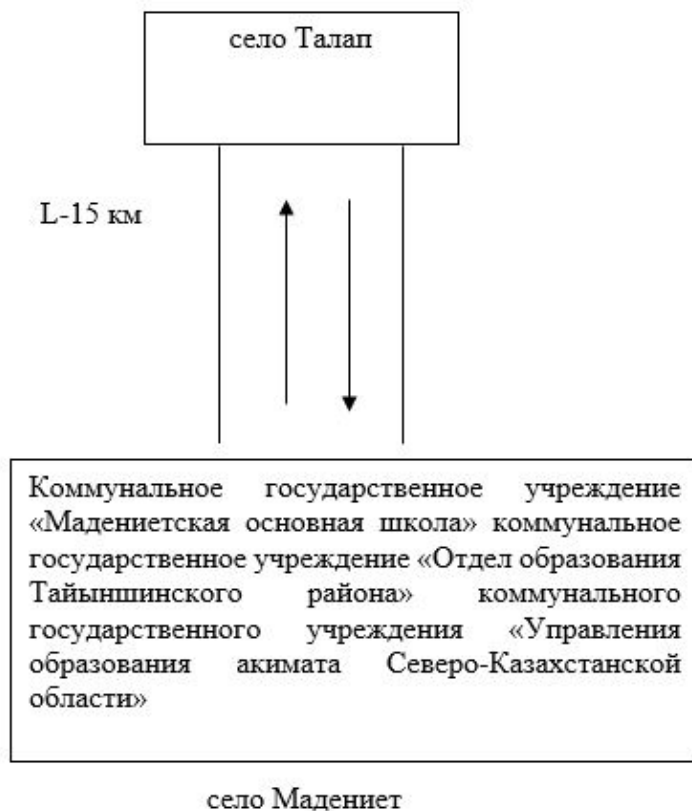 село Талап
L-15 км
Коммунальное государственное учреждение
«Мадениетская основная школа» коммунальное
государственное учреждение «Отдел образования
Тайыншинского района» коммунального
государственного учреждения «Управления
образования акимата Северо-Казахстанской
области»
село Мадениет